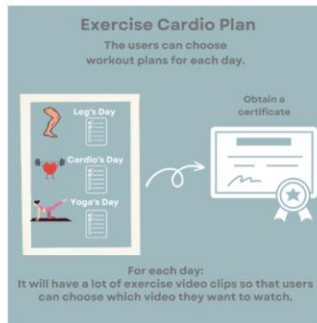 Exercise Cardio Plan
The users can choose
workout plans for each day.
Leg's Day
Cardio's Day
Yoga's Day
Obtain a
certificate
For each day:
It will have a lot of exercise video clips so that users
can choose which video they want to watch.